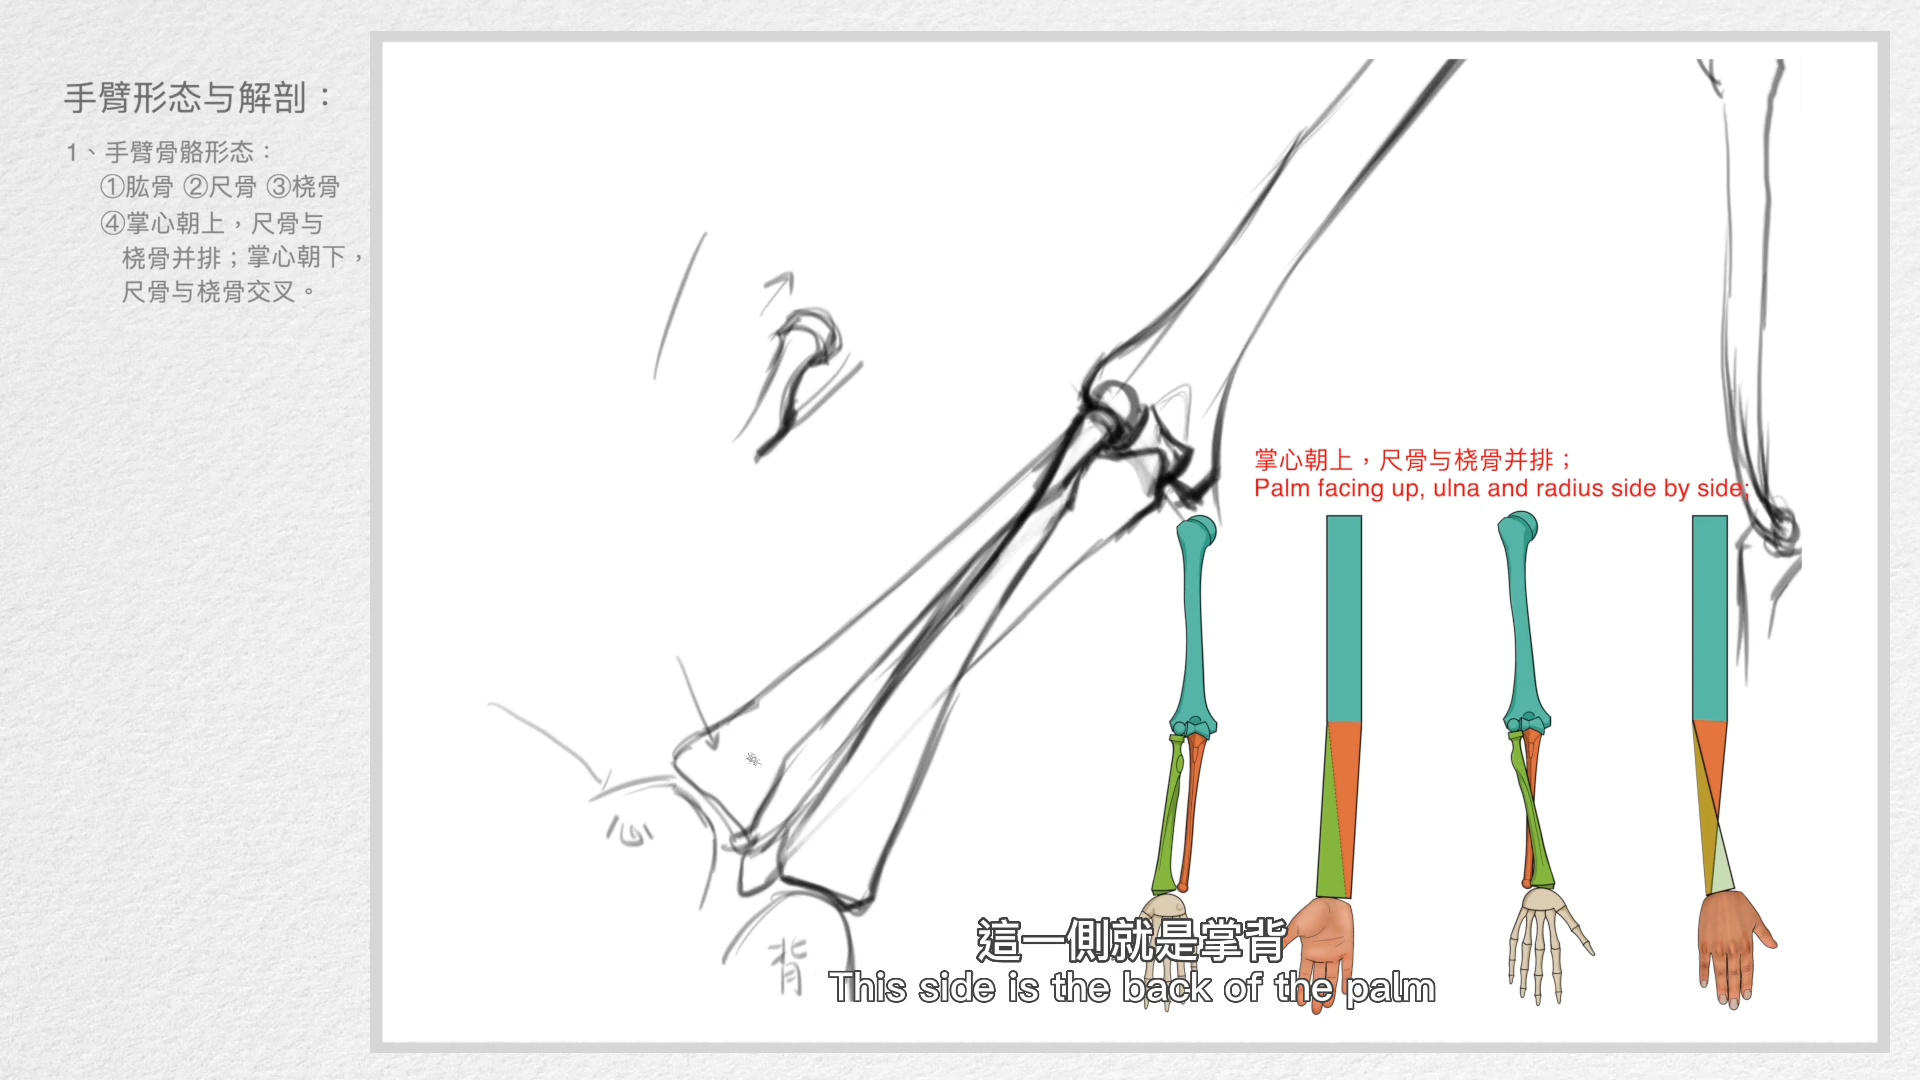 手臂形态与解剖：
1、手臂骨骼形态：
①肱骨 ②尺骨 ③桡骨
④掌心朝上，尺骨与
桡骨并排；掌心朝下，
尺骨与桡骨交叉。
掌心朝上，尺骨与桡骨并排；
Palm facing up, ulna and radius side by side;
心
背
這一側就是掌背
This side is the back of the palm